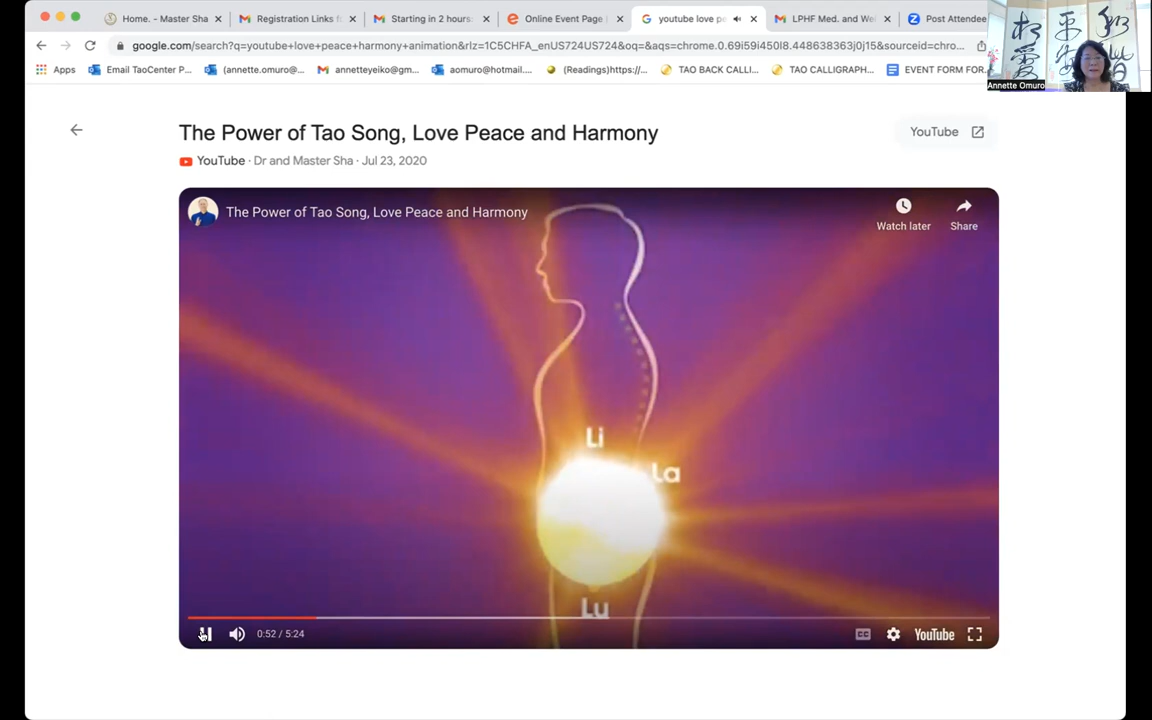 Home. - Master Sha
Registration Links f
Starting in 2 hours:
Online Event Page
youtube love pe
LPHF Med. and We
Post Attendee
google.com/search?q=youtube+love+peace+harmony+animation&rlz=1C5CHFA_enUS724US724&oq=&aqs=chrome.0.69i59i450l8.448638363j0j15&sourceid=chro...
Apps
Email TaoCenter P...
(annette.omuro@...
annetteyeiko@gm...
aomuro@hotmail....
(Readings)https://...
TAO BACK CALLI...
TAO CALLIGRAPH...
EVENT FORM FOR
Annette Omuro
The Power of Tao Song, Love Peace and Harmony
YouTube
YouTube · Dr and Master Sha · Jul 23, 2020
The Power of Tao Song, Love Peace and Harmony
Watch later
Share
Li
La
Lu
0:52 / 5:24
CC
YouTube